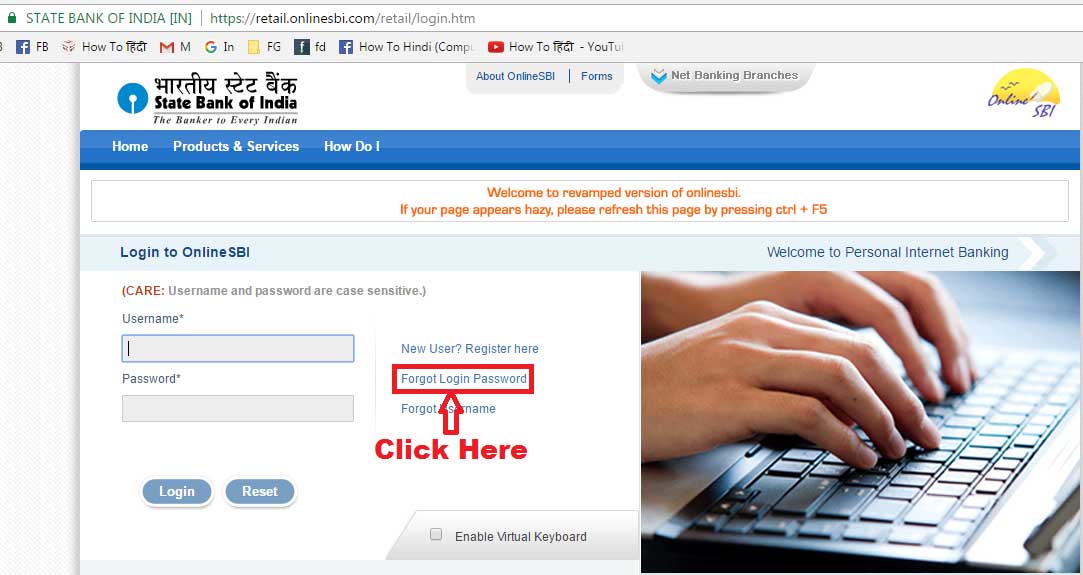 STATE BANK OF INDIA [IN] https://retail.onlinesbi.com/retail/login.htm
FB How To हिंदी M In FG fd How To Hindi (Compu How To हिंदी - YouTu
About OnlineSBI Forms Net Banking Branches
भारतीय स्टेट बैंक
State Bank of India
The Banker to Every Indian
Online SBI
Home Products & Services How Do I
Welcome to revamped version of onlinesbi.
If your page appears hazy, please refresh this page by pressing ctrl + F5
Login to OnlineSBI Welcome to Personal Internet Banking
(CARE: Username and password are case sensitive.)
Username*
New User? Register here
Password* Forgot Login Password
Forgot Username
Click Here
Login Reset
Enable Virtual Keyboard